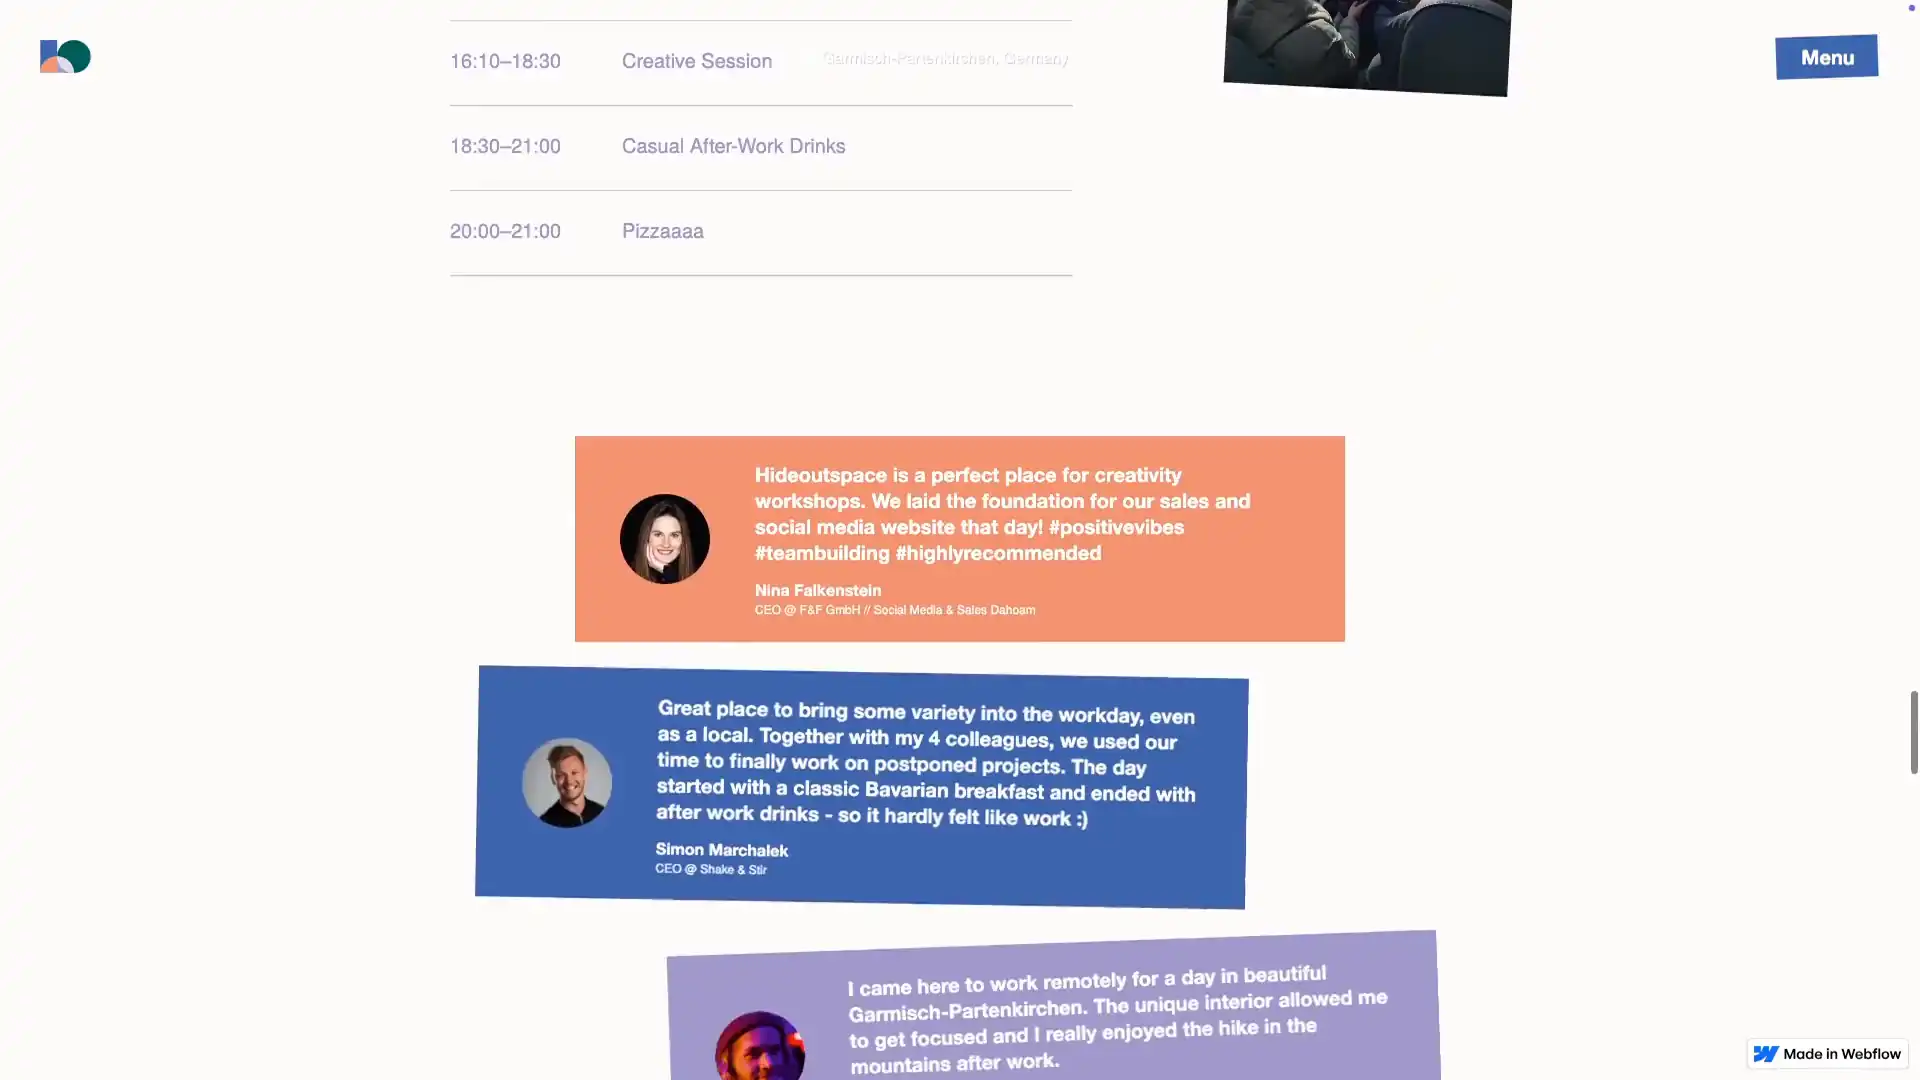 16:10–18:30 Creative Session Garmisch-Partenkirchen, Germany
Menu
18:30–21:00 Casual After-Work Drinks
20:00–21:00 Pizzaaaa
Hideoutspace is a perfect place for creativity
workshops. We laid the foundation for our sales and
social media website that day! #positivevibes
#teambuilding #highlyrecommended
Nina Falkenstein
CEO @ F&F GmbH // Social Media & Sales Dahoam
Great place to bring some variety into the workday, even
as a local. Together with my 4 colleagues, we used our
time to finally work on postponed projects. The day
started with a classic Bavarian breakfast and ended with
after work drinks - so it hardly felt like work :)
Simon Marchalek
CEO @ Shake & Stir
I came here to work remotely for a day in beautiful
Garmisch-Partenkirchen. The unique interior allowed me
to get focused and I really enjoyed the hike in the
mountains after work.
Made in Webflow